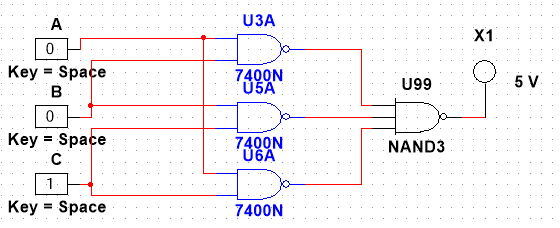 A
0
Key = Space
B
0
Key = Space
C
1
Key = Space
U3A
7400N
U5A
7400N
U6A
7400N
U99
NAND3
X1
5 V